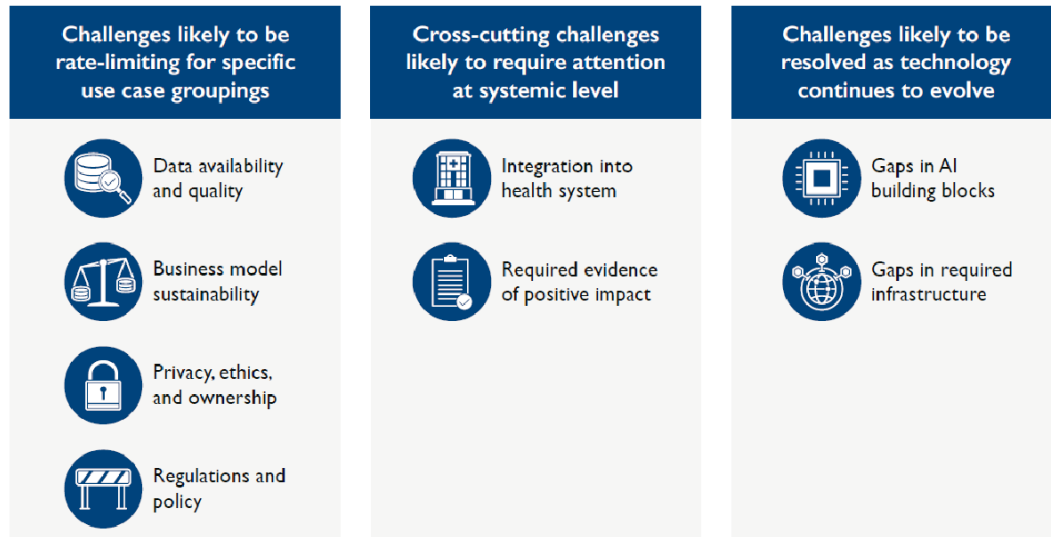 Challenges likely to be
rate-limiting for specific
use case groupings
Data availability
and quality
Business model
sustainability
Privacy, ethics,
and ownership
Regulations and
policy
Cross-cutting challenges
likely to require attention
at systemic level
Integration into
health system
Required evidence
of positive impact
Challenges likely to be
resolved as technology
continues to evolve
Gaps in AI
building blocks
Gaps in required
infrastructure